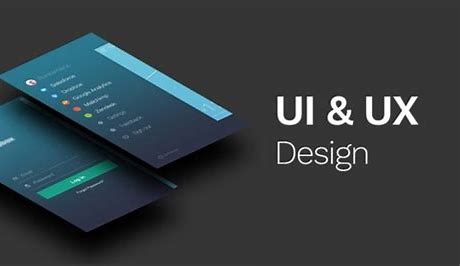 Salesforce
Dropbox
Google Analytics
Mailchimp
Zendesk
Settings
Feedback
Sign out
Email
Password
Log in
Forgot Password?
UI & UX
Design